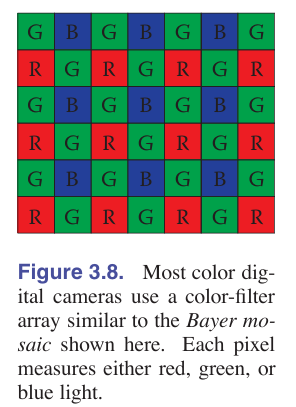 G B G B G B G
R G R G R G R
G B G B G B G
R G R G R G R
G B G B G B G
R G R G R G R
Figure 3.8. Most color dig-
ital cameras use a color-filter
array similar to the Bayer mo-
saic shown here. Each pixel
measures either red, green, or
blue light.